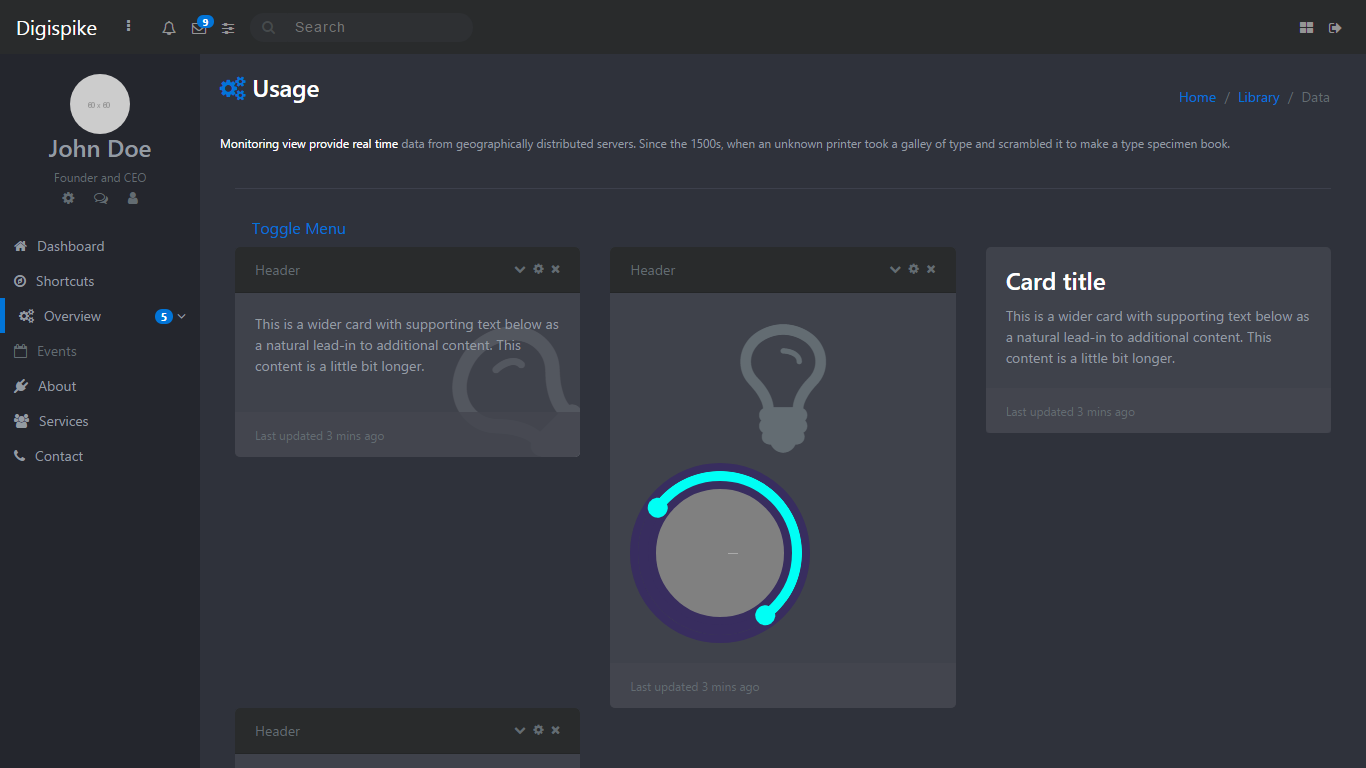 Digispike
9
Search
60 x 60
John Doe
Founder and CEO
Dashboard
Shortcuts
Overview 5
Events
About
Services
Contact
Usage
Home / Library / Data
Monitoring view provide real time data from geographically distributed servers. Since the 1500s, when an unknown printer took a galley of type and scrambled it to make a type specimen book.
Toggle Menu
Header
This is a wider card with supporting text below as
a natural lead-in to additional content. This
content is a little bit longer.
Last updated 3 mins ago
Header
Last updated 3 mins ago
Card title
This is a wider card with supporting text below as
a natural lead-in to additional content. This
content is a little bit longer.
Last updated 3 mins ago
Header